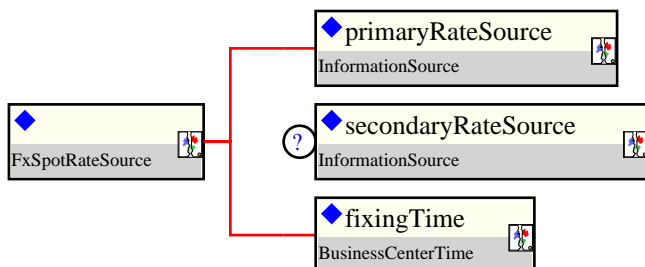 primaryRateSource
InformationSource
FxSpotRateSource
?
secondaryRateSource
InformationSource
fixingTime
BusinessCenterTime